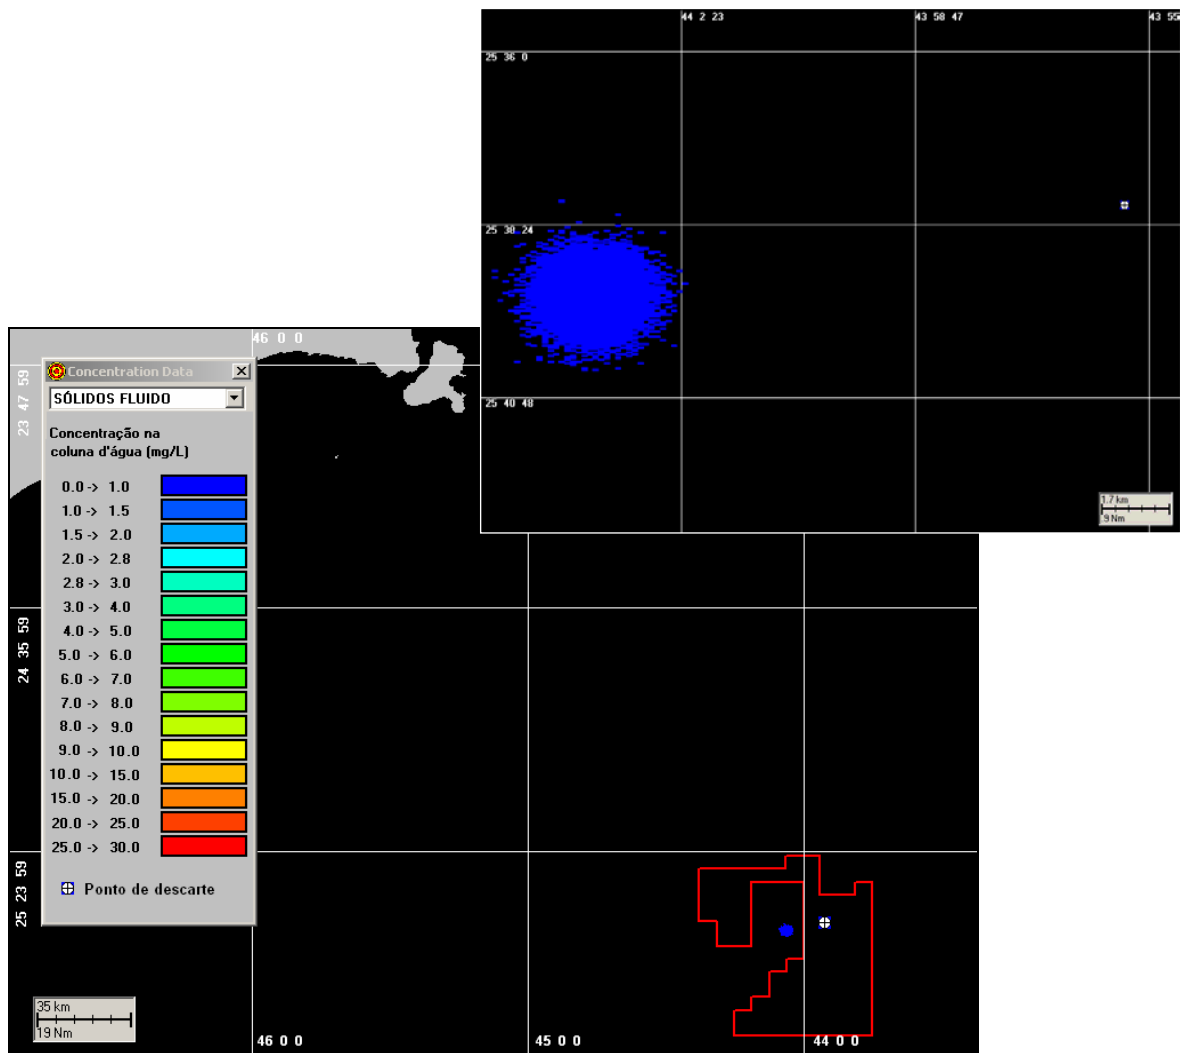 44 2 23
43 58 47
43 55
25 36 0
25 38 24
25 40 48
1.7 km
.9 Nm
46 0 0
23 47 59
24 35 59
25 23 59
Concentration Data
SÓLIDOS FLUIDO
Concentração na
coluna d'água (mg/L)
0.0 -> 1.0
1.0 -> 1.5
1.5 -> 2.0
2.0 -> 2.8
2.8 -> 3.0
3.0 -> 4.0
4.0 -> 5.0
5.0 -> 6.0
6.0 -> 7.0
7.0 -> 8.0
8.0 -> 9.0
9.0 -> 10.0
10.0 -> 15.0
15.0 -> 20.0
20.0 -> 25.0
25.0 -> 30.0
Ponto de descarte
35 km
19 Nm
46 0 0
45 0 0
44 0 0